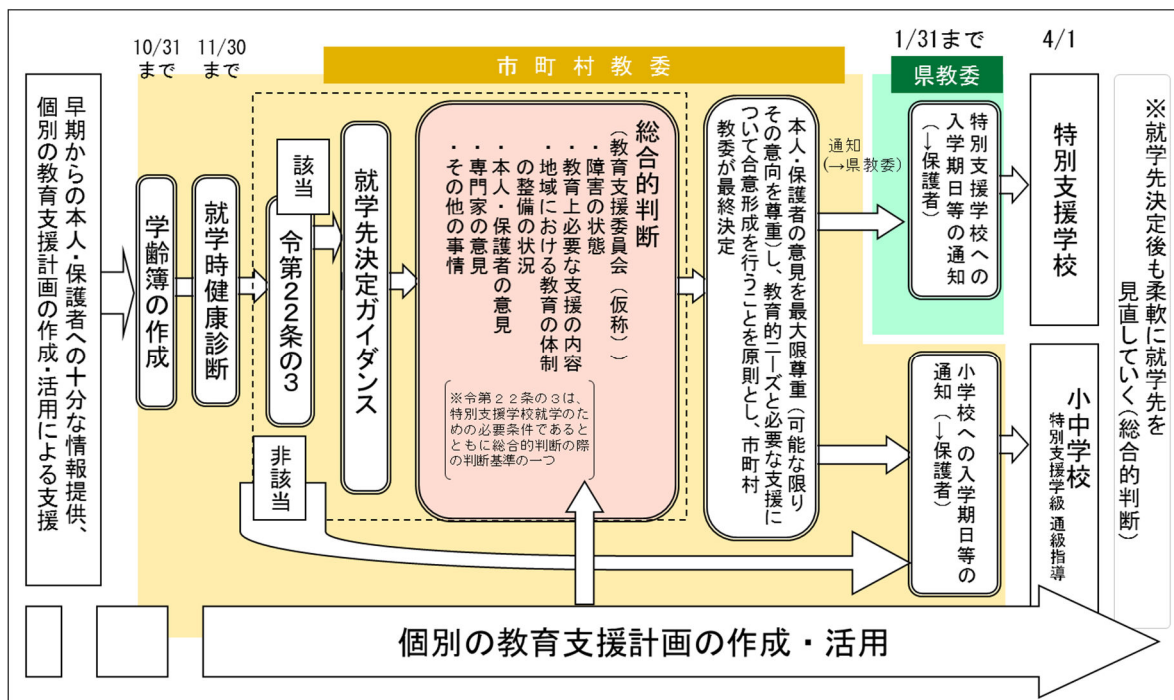 早期からの本人・保護者への十分な情報提供、
個別の教育支援計画の作成・活用による支援
10/31
まで
11/30
まで
市町村教委
学齢簿の作成
就学時健康診断
該当
令第22条の3
非該当
就学先決定ガイダンス
総合的判断
（教育支援委員会（仮称））
・障害の状態
・教育上必要な支援の内容
・地域における教育の体制
の整備の状況
・本人・保護者の意見
・専門家の意見
・その他の事情
※令第22条の3は、
特別支援学校就学のた
めの必要条件であると
ともに総合的判断の際
の判断基準の一つ
本人・保護者の意見を最大限尊重（可能な限り
その意向を尊重）し、教育的ニーズと必要な支援に
ついて合意形成を行うことを原則とし、市町村
教委が最終決定
通知
（→県教委）
1/31まで
県教委
特別支援学校への
入学期日等の通知
（→保護者）
小学校への入学期日等の
通知（→保護者）
4/1
特別支援学校
小中学校
特別支援学級 通級指導
※就学先決定後も柔軟に就学先を
見直していく（総合的判断）
個別の教育支援計画の作成・活用